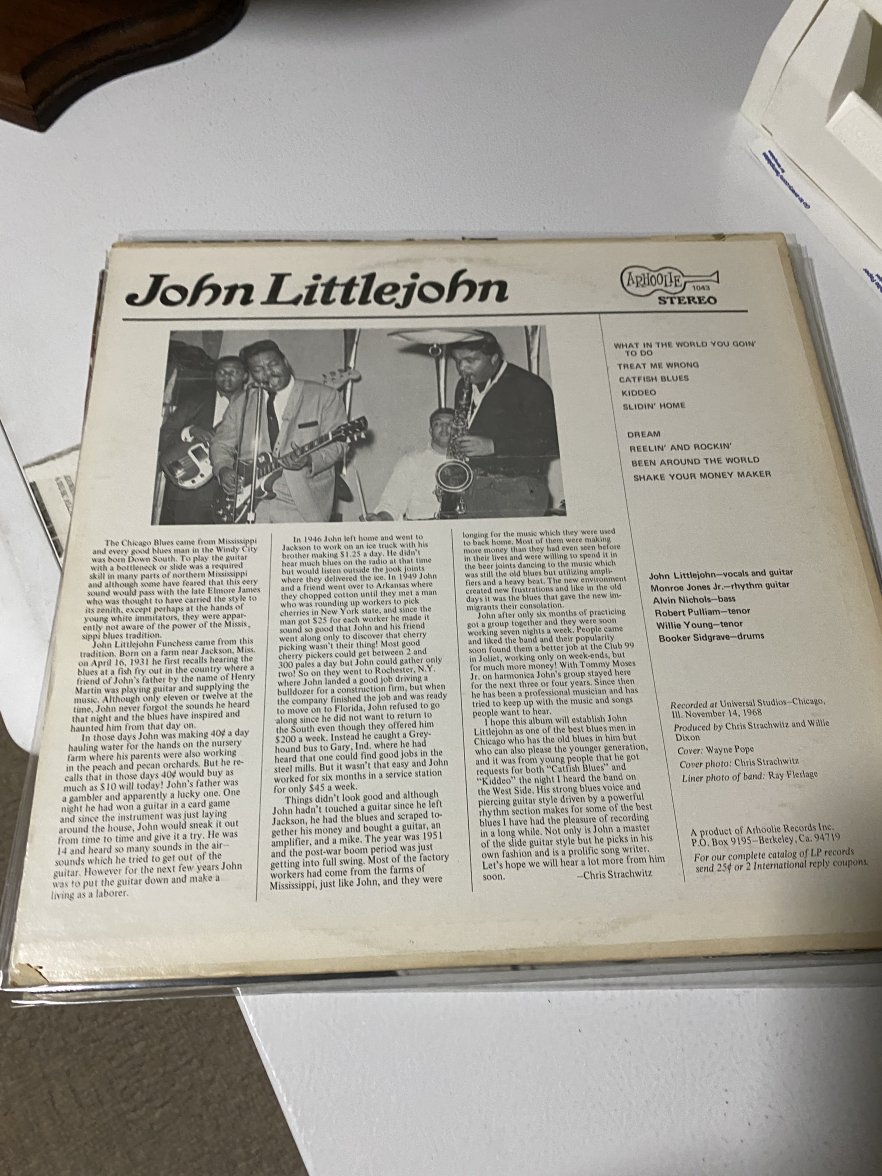 John Littlejohn
ARHOOLIE
1043
STEREO
WHAT IN THE WORLD YOU GOIN'
TO DO
TREAT ME WRONG
CATFISH BLUES
KIDDEO
SLIDIN' HOME
DREAM
REELIN' AND ROCKIN'
BEEN AROUND THE WORLD
SHAKE YOUR MONEY MAKER
The Chicago Blues came from Mississippi
and every good blues man in the Windy City
was born Down South. To play the guitar
with a bottleneck or slide was a required
skill in many parts of northern Mississippi
and although some have feared that this eery
sound would pass with the late Elmore James
who was thought to have carried the style to
its zenith, except perhaps at the hands of
young white immitators, they were appar-
ently not aware of the power of the Missis-
sippi blues tradition.
John Littlejohn Funchess came from this
tradition. Born on a farm near Jackson, Miss.
on April 16, 1931 he first recalls hearing the
blues at a fish fry out in the country where a
friend of John's father by the name of Henry
Martin was playing guitar and supplying the
music. Although only eleven or twelve at the
time, John never forgot the sounds he heard
that night and the blues have inspired and
haunted him from that day on.
In those days John was making 40¢ a day
hauling water for the hands on the nursery
farm where his parents were also working
in the peach and pecan orchards. But he re-
calls that in those days 40¢ would buy as
much as $10 will today! John's father was
a gambler and apparently a lucky one. One
night he had won a guitar in a card game
and since the instrument was just laying
around the house, John would sneak it out
from time to time and give it a try. He was
14 and heard so many sounds in the air—
sounds which he tried to get out of the
guitar. However for the next few years John
was to put the guitar down and make a
living as a laborer.
In 1946 John left home and went to
Jackson to work on an ice truck with his
brother making $1.25 a day. He didn't
hear much blues on the radio at that time
but would listen outside the jook joints
where they delivered the ice. In 1949 John
and a friend went over to Arkansas where
they chopped cotton until they met a man
who was rounding up workers to pick
cherries in New York state, and since the
man got $25 for each worker he made it
sound so good that John and his friend
went along only to discover that cherry
picking wasn't their thing! Most good
cherry pickers could get between 2 and
300 pales a day but John could gather only
two! So on they went to Rochester, N.Y.
where John landed a good job driving a
bulldozer for a construction firm, but when
the company finished the job and was ready
to move on to Florida, John refused to go
along since he did not want to return to
the South even though they offered him
$200 a week. Instead he caught a Grey-
hound bus to Gary, Ind. where he had
heard that one could find good jobs in the
steel mills. But it wasn't that easy and John
worked for six months in a service station
for only $45 a week.
Things didn't look good and although
John hadn't touched a guitar since he left
Jackson, he had the blues and scraped to-
gether his money and bought a guitar, an
amplifier, and a mike. The year was 1951
and the post-war boom period was just
getting into full swing. Most of the factory
workers had come from the farms of
Mississippi, just like John, and they were
longing for the music which they were used
to back home. Most of them were making
more money than they had even seen before
in their lives and were willing to spend it in
the beer joints dancing to the music which
was still the old blues but utilizing ampli-
fiers and a heavy beat. The new environment
created new frustrations and like in the old
days it was the blues that gave the new im-
migrants their consolation.
John after only six months of practicing
got a group together and they were soon
working seven nights a week. People came
and liked the band and their popularity
soon found them a better job at the Club 99
in Joliet, working only on week-ends, but
for much more money! With Tommy Moses
Jr. on harmonica John's group stayed here
for the next three or four years. Since then
he has been a professional musician and has
tried to keep up with the music and songs
people want to hear.
I hope this album will establish John
Littlejohn as one of the best blues men in
Chicago who has the old blues in him but
who can also please the younger generation,
and it was from young people that he got
requests for both "Catfish Blues" and
"Kiddeo" the night I heard the band on
the West Side. His strong blues voice and
piercing guitar style driven by a powerful
rhythm section makes for some of the best
blues I have had the pleasure of recording
in a long while. Not only is John a master
of the slide guitar style but he picks in his
own fashion and is a prolific song writer.
Let's hope we will hear a lot more from him
soon. —Chris Strachwitz
John Littlejohn—vocals and guitar
Monroe Jones Jr.—rhythm guitar
Alvin Nichols—bass
Robert Pulliam—tenor
Willie Young—tenor
Booker Sidgrave—drums
Recorded at Universal Studios—Chicago,
Ill. November 14, 1968
Produced by Chris Strachwitz and Willie
Dixon
Cover: Wayne Pope
Cover photo: Chris Strachwitz
Liner photo of band: Ray Flerlage
A product of Arhoolie Records Inc.
P.O. Box 9195—Berkeley, Ca. 94719
For our complete catalog of LP records
send 25¢ or 2 International reply coupons.